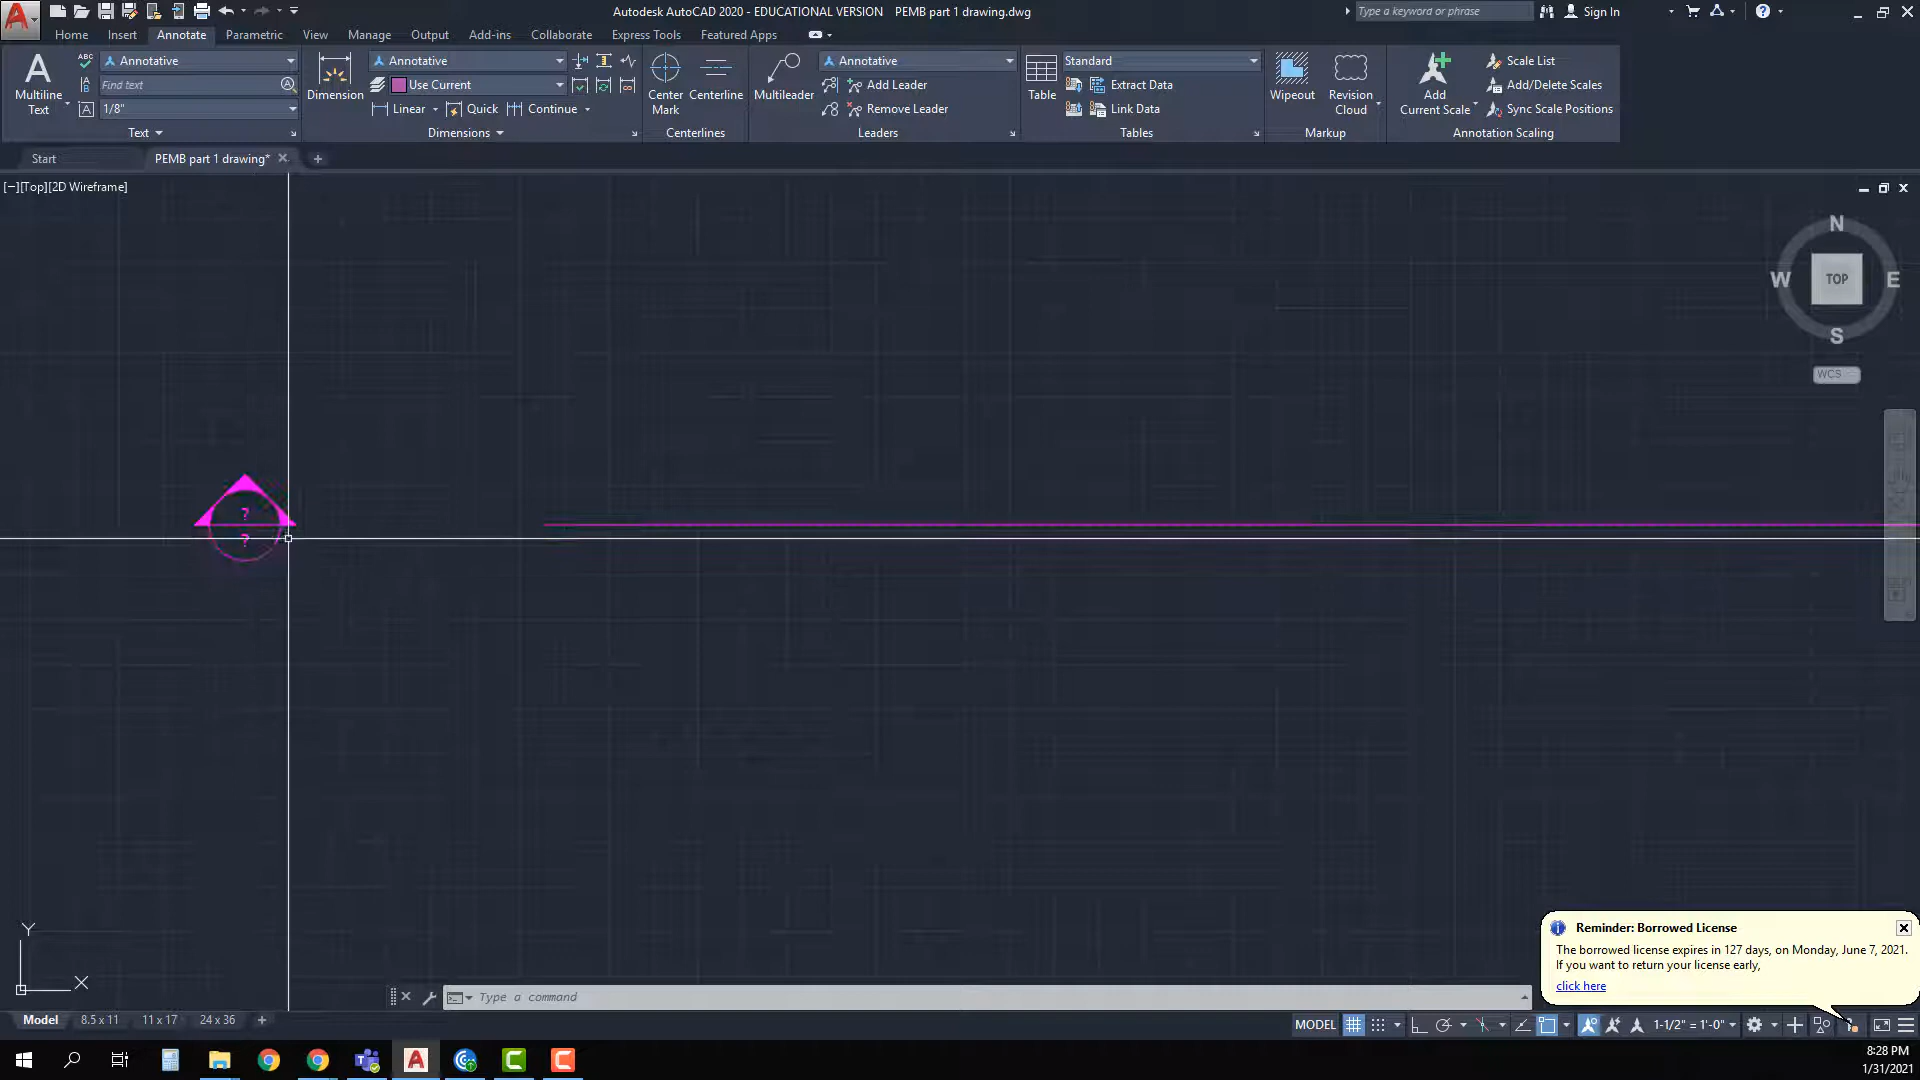 Autodesk AutoCAD 2020 - EDUCATIONAL VERSION PEMB part 1 drawing.dwg
Type a keyword or phrase
Sign In
Home Insert Annotate Parametric View Manage Output Add-ins Collaborate Express Tools Featured Apps
Multiline
Text
ABC
Annotative
Find text
1/8"
Text
Dimension
Annotative
Use Current
Linear Quick Continue
Dimensions
Center
Mark
Centerline
Centerlines
Multileader
Annotative
Add Leader
Remove Leader
Leaders
Table
Standard
Extract Data
Link Data
Tables
Wipeout
Revision
Cloud
Markup
Add
Current Scale
Scale List
Add/Delete Scales
Sync Scale Positions
Annotation Scaling
Start
PEMB part 1 drawing*
[−][Top][2D Wireframe]
N
W TOP E
S
WCS
?
?
Y
X
Reminder: Borrowed License
The borrowed license expires in 127 days, on Monday, June 7, 2021.
If you want to return your license early,
click here
Type a command
Model 8.5 x 11 11 x 17 24 x 36
MODEL
1-1/2" = 1'-0"
8:28 PM
1/31/2021